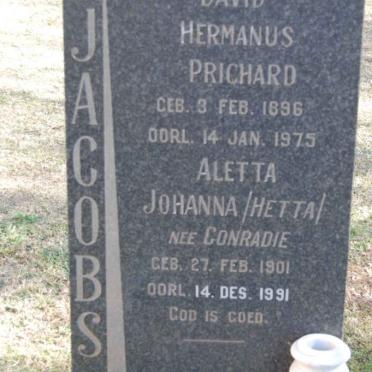 JACOBS
DAVID
HERMANUS
PRICHARD
GEB. 3 FEB. 1896
OORL. 14 JAN. 1975
ALETTA
JOHANNA /HETTA/
NEE CONRADIE
GEB. 27 FEB. 1901
OORL. 14. DES. 1991
GOD IS GOED.